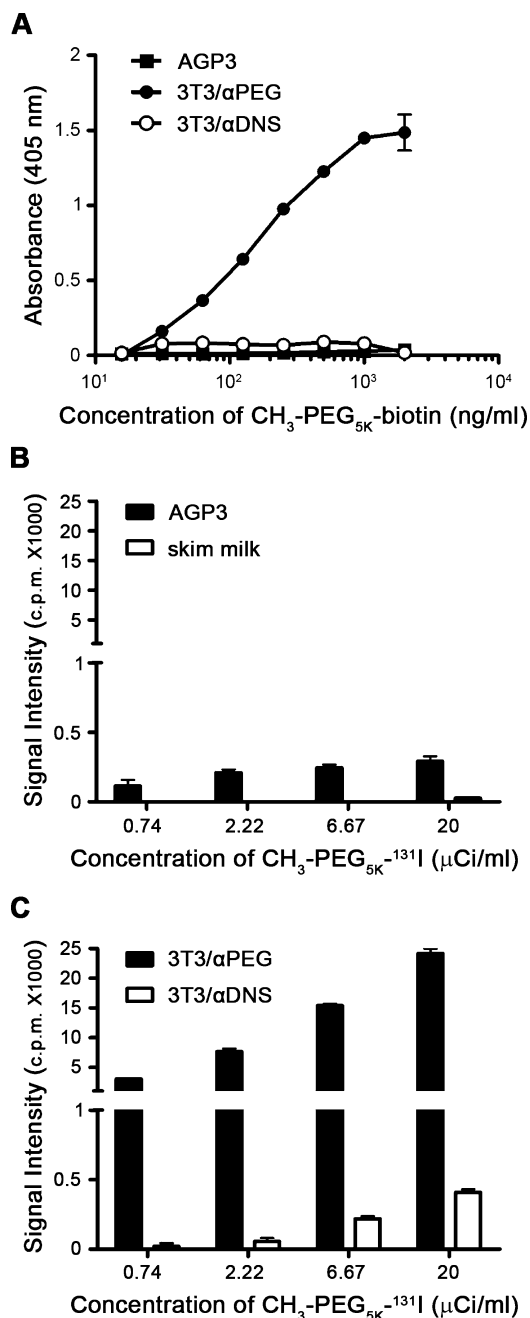 A
AGP3
3T3/αPEG
3T3/αDNS
Absorbance (405 nm)
2
1.5
1
0.5
0
10¹ 10² 10³ 10⁴
Concentration of CH₃-PEG₅ₖ-biotin (ng/ml)
B
AGP3
skim milk
Signal Intensity (c.p.m. X1000)
25
20
15
10
5
1
0.5
0
0.74 2.22 6.67 20
Concentration of CH₃-PEG₅ₖ-¹³¹I (μCi/ml)
C
3T3/αPEG
3T3/αDNS
Signal Intensity (c.p.m. X1000)
25
20
15
10
5
1
0.5
0
0.74 2.22 6.67 20
Concentration of CH₃-PEG₅ₖ-¹³¹I (μCi/ml)